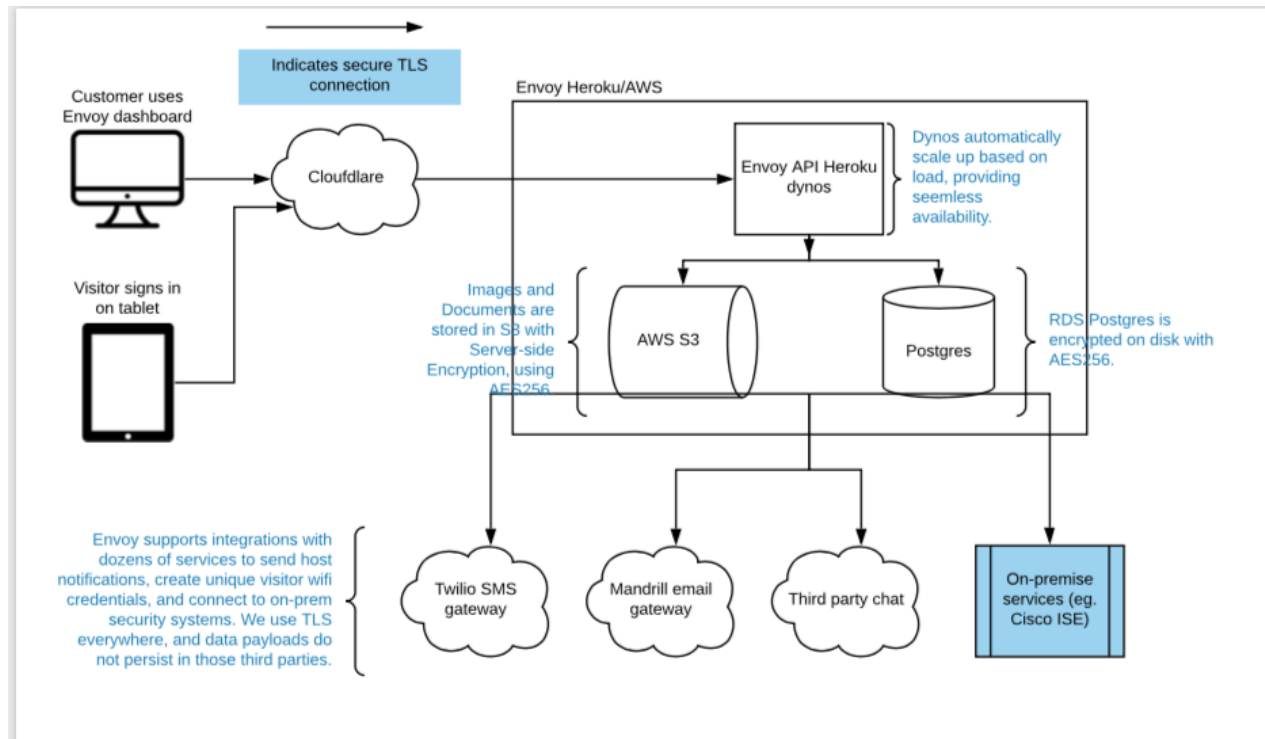 Indicates secure TLS
connection
Customer uses
Envoy dashboard
Cloufdlare
Envoy Heroku/AWS
Envoy API Heroku
dynos
Dynos automatically
scale up based on
load, providing
seemless
availability.
Visitor signs in
on tablet
Images and
Documents are
stored in S3 with
Server-side
Encryption, using
AES256.
AWS S3
Postgres
RDS Postgres is
encrypted on disk with
AES256.
Envoy supports integrations with
dozens of services to send host
notifications, create unique visitor wifi
credentials, and connect to on-prem
security systems. We use TLS
everywhere, and data payloads do
not persist in those third parties.
Twilio SMS
gateway
Mandrill email
gateway
Third party chat
On-premise
services (eg.
Cisco ISE)